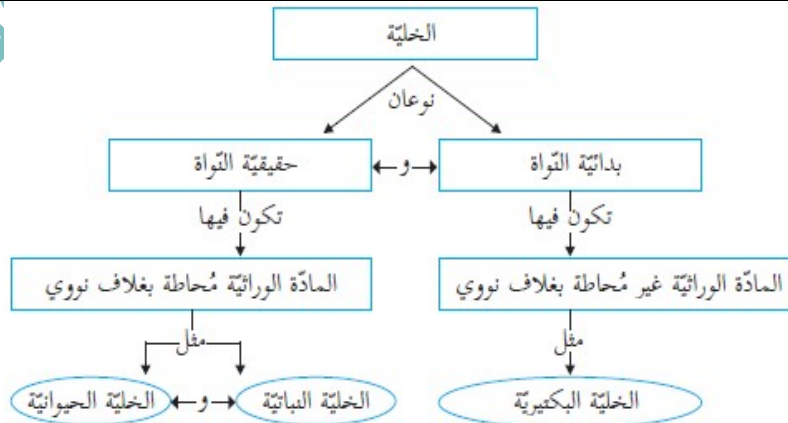 الخليّة
نوعان
بدائيّة النّواة
و
حقيقيّة النّواة
تكون فيها
تكون فيها
المادّة الوراثيّة غير مُحاطة بغلاف نووي
المادّة الوراثيّة مُحاطة بغلاف نووي
مثل
مثل
الخليّة البكتيريّة
الخليّة النباتيّة
و
الخليّة الحيوانيّة